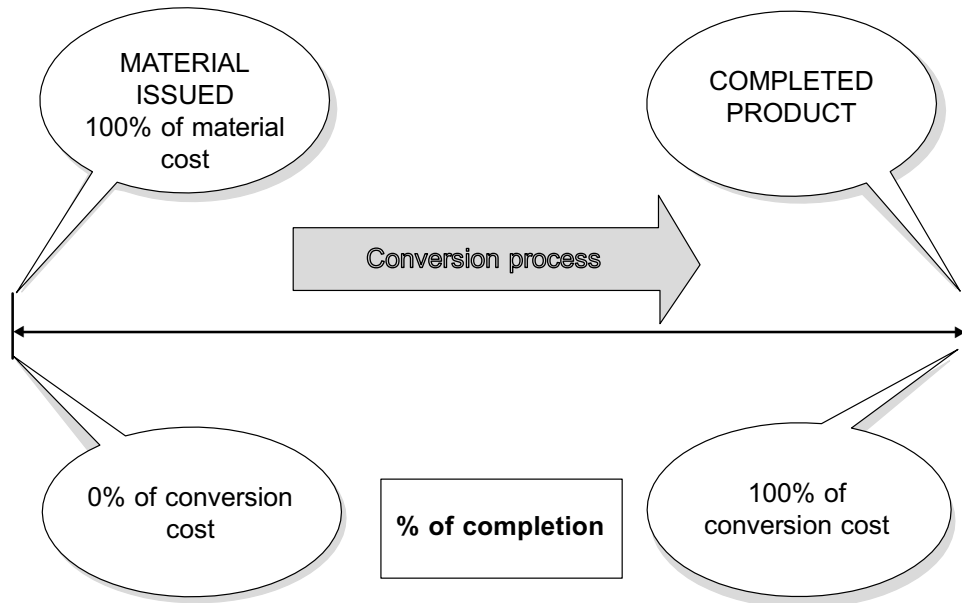 MATERIAL
ISSUED
100% of material
cost
COMPLETED
PRODUCT
Conversion process
0% of conversion
cost
% of completion
100% of
conversion cost